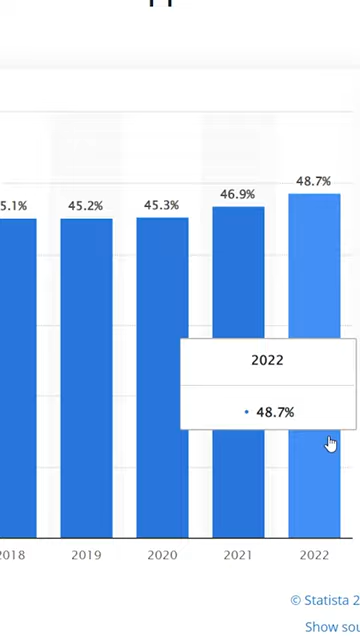 48.7%
46.9%
5.1% 45.2% 45.3%
2022
• 48.7%
2018 2019 2020 2021 2022
© Statista 2
Show sou